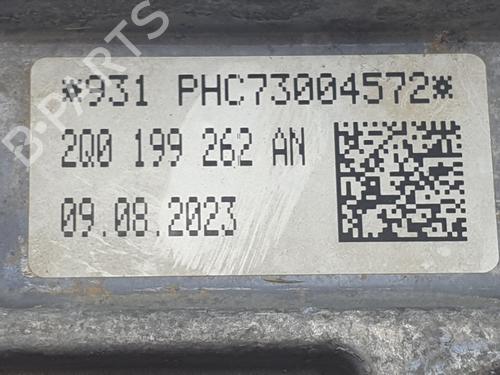 B-PARTS
*931 PHC73004572*
2Q0 199 262 AN
09.08.2023